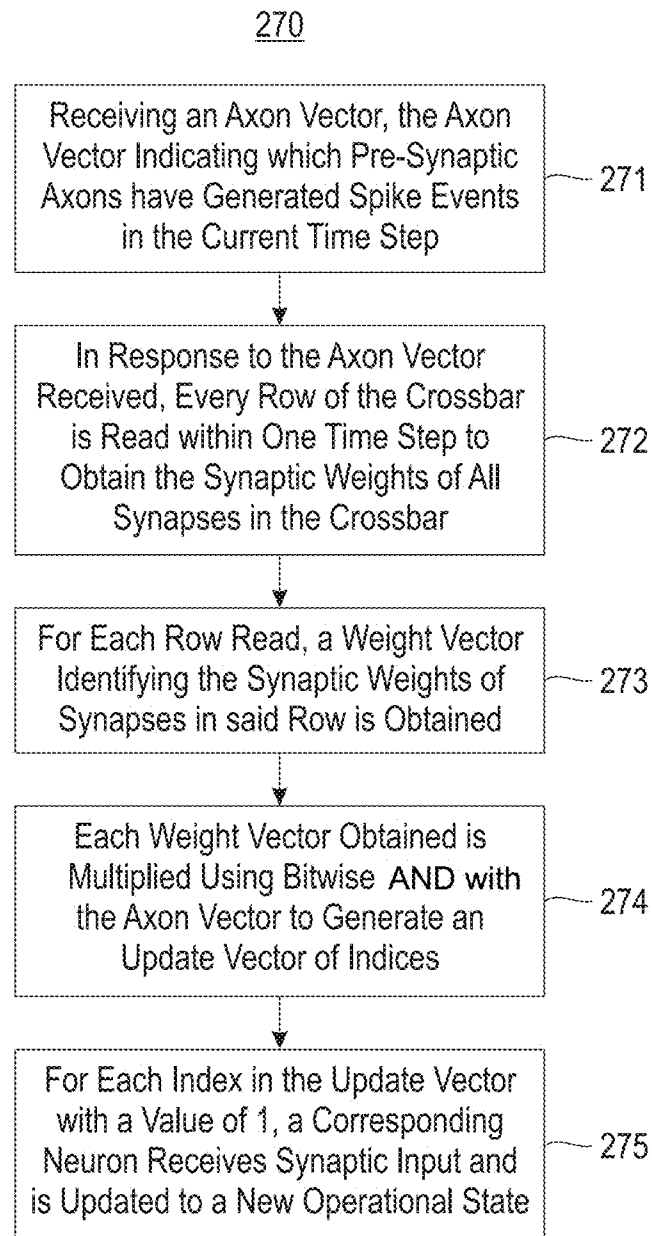 270
Receiving an Axon Vector, the Axon
Vector Indicating which Pre-Synaptic
Axons have Generated Spike Events
in the Current Time Step
271
In Response to the Axon Vector
Received, Every Row of the Crossbar
is Read within One Time Step to
Obtain the Synaptic Weights of All
Synapses in the Crossbar
272
For Each Row Read, a Weight Vector
Identifying the Synaptic Weights of
Synapses in said Row is Obtained
273
Each Weight Vector Obtained is
Multiplied Using Bitwise AND with
the Axon Vector to Generate an
Update Vector of Indices
274
For Each Index in the Update Vector
with a Value of 1, a Corresponding
Neuron Receives Synaptic Input and
is Updated to a New Operational State
275